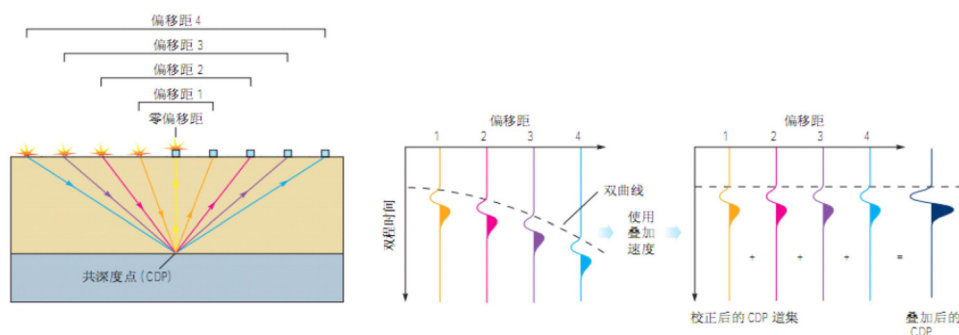 偏移距 4
偏移距 3
偏移距 2
偏移距 1
零偏移距
共深度点 (CDP)
偏移距
1 2 3 4
双程时间
双曲线
使用
叠加
速度
偏移距
1 2 3 4
+ + + =
校正后的 CDP 道集
叠加后的
CDP